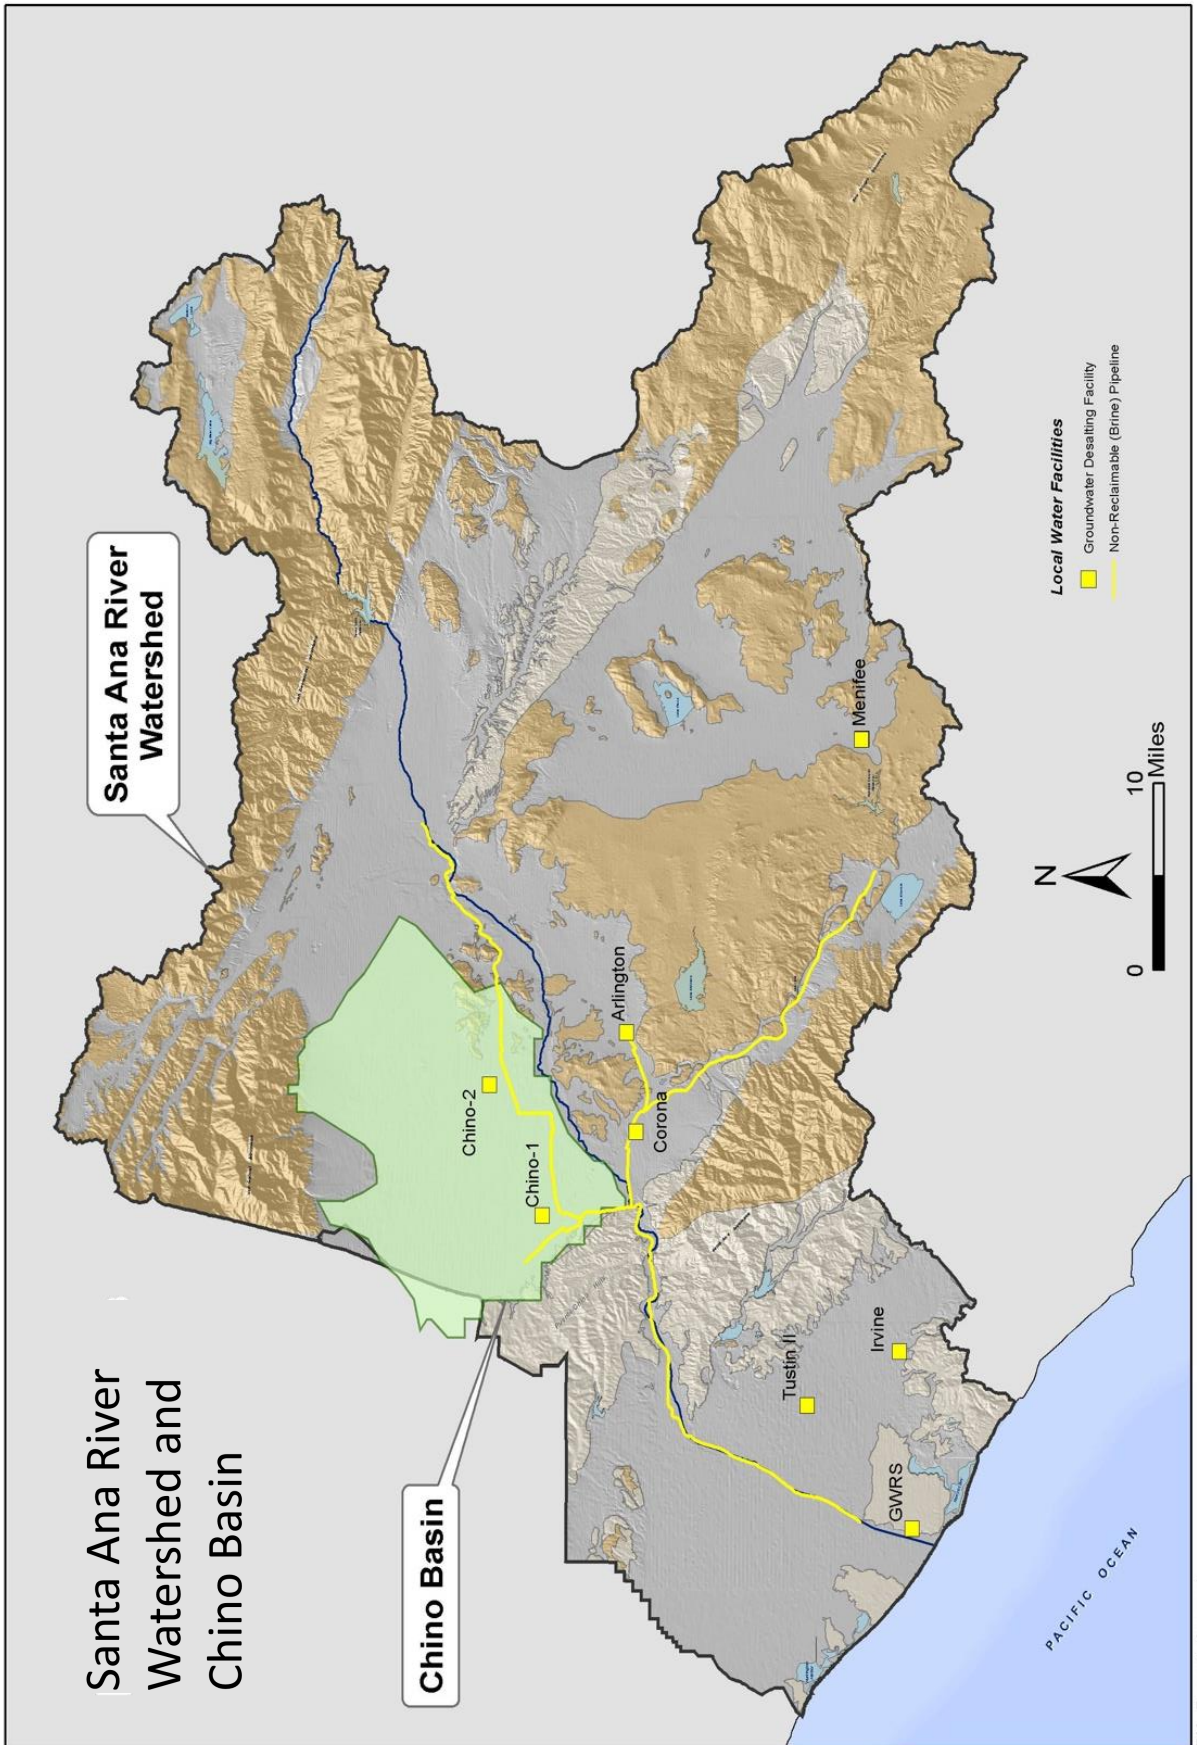 Santa Ana River
Watershed and
Chino Basin
Santa Ana River
Watershed
Chino Basin
Chino-2
Chino-1
Arlington
Corona
Menifee
Tustin II
Irvine
GWRS
PACIFIC OCEAN
N
0
10
Miles
Local Water Facilities
Groundwater Desalting Facility
Non-Reclaimable (Brine) Pipeline